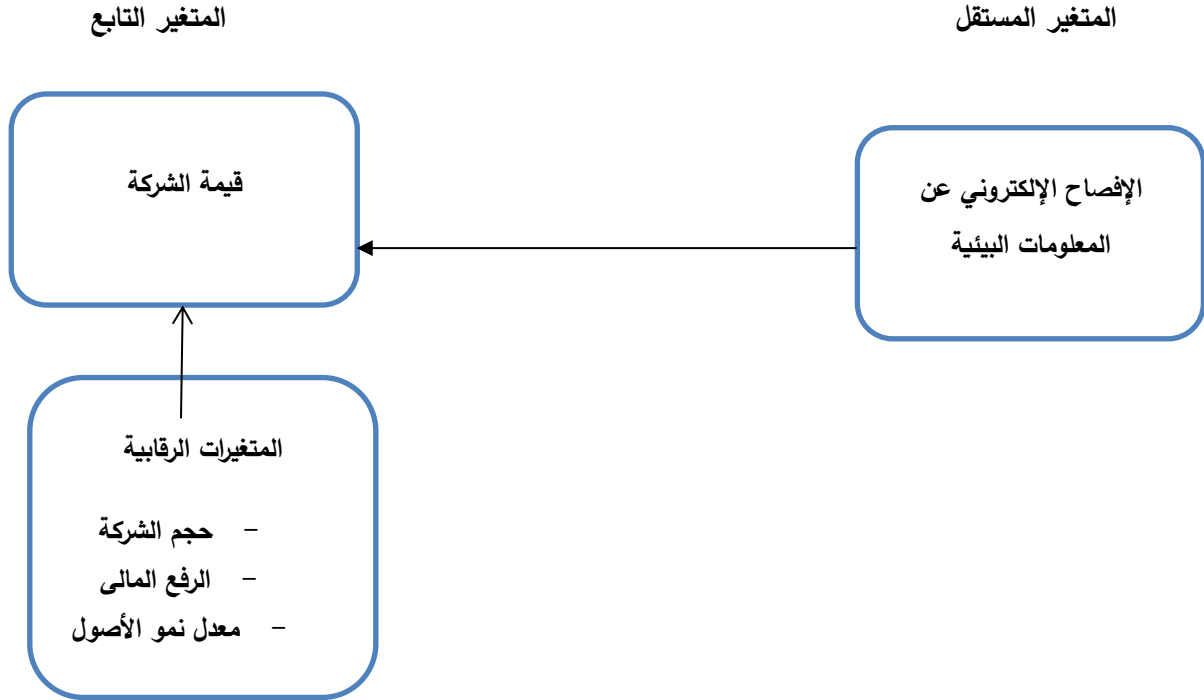 المتغير المستقل
المتغير التابع
الإفصاح الإلكتروني عن
المعلومات البيئية
قيمة الشركة
المتغيرات الرقابية
- حجم الشركة
- الرفع المالى
- معدل نمو الأصول